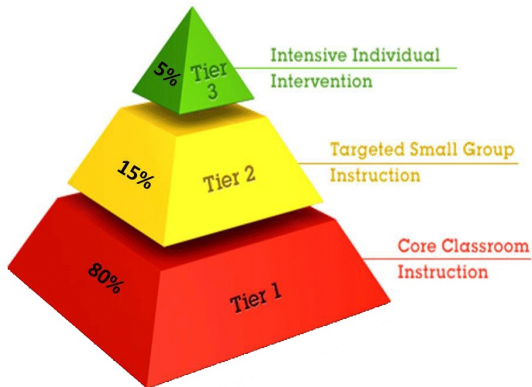 5%
Tier
3
Intensive Individual
Intervention
15%
Tier 2
Targeted Small Group
Instruction
80%
Tier 1
Core Classroom
Instruction